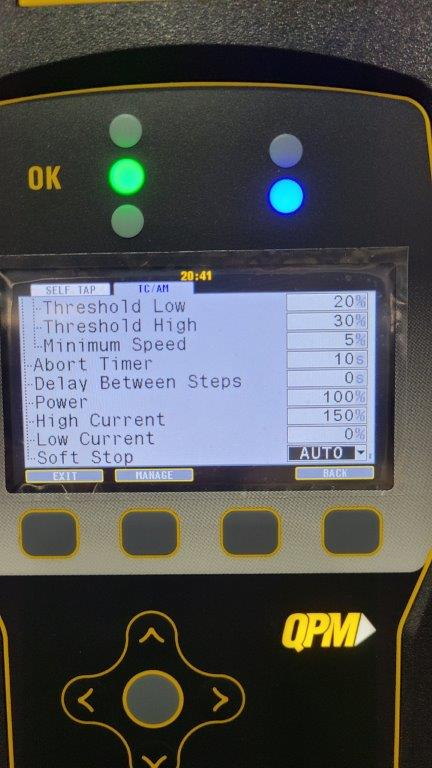 OK
20:41
SELF TAP TC/AM
Threshold Low 20%
Threshold High 30%
Minimum Speed 5%
Abort Timer 10s
Delay Between Steps 0s
Power 100%
High Current 150%
Low Current 0%
Soft Stop AUTO
EXIT MANAGE BACK
QPM